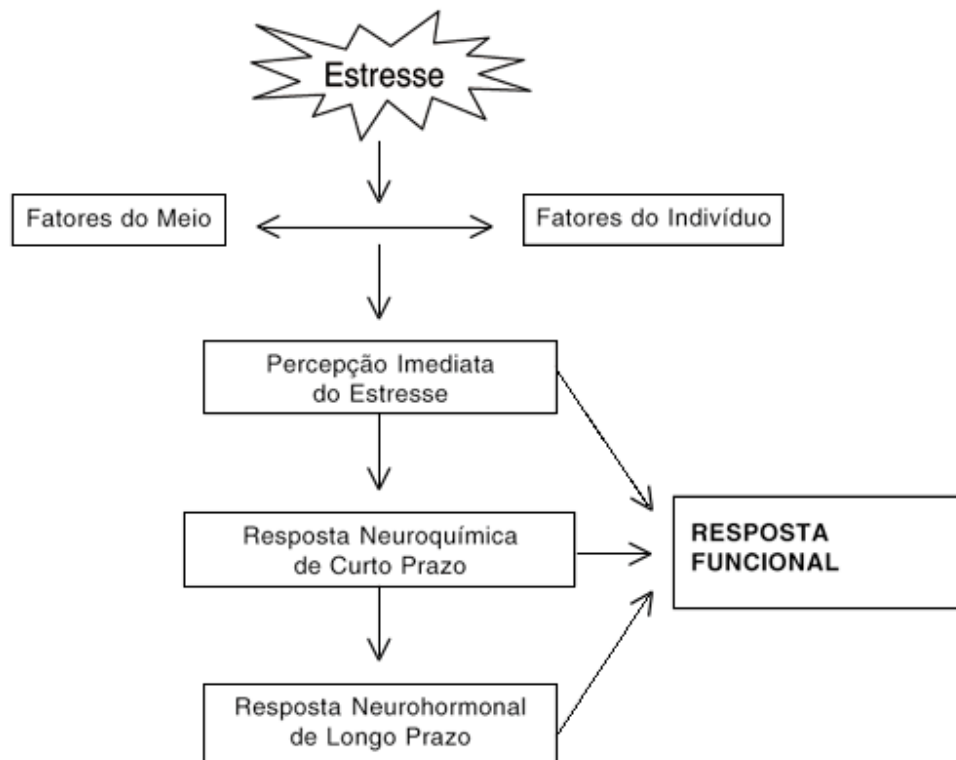 Estresse
Fatores do Meio
Fatores do Indivíduo
Percepção Imediata
do Estresse
Resposta Neuroquímica
de Curto Prazo
RESPOSTA
FUNCIONAL
Resposta Neurohormonal
de Longo Prazo